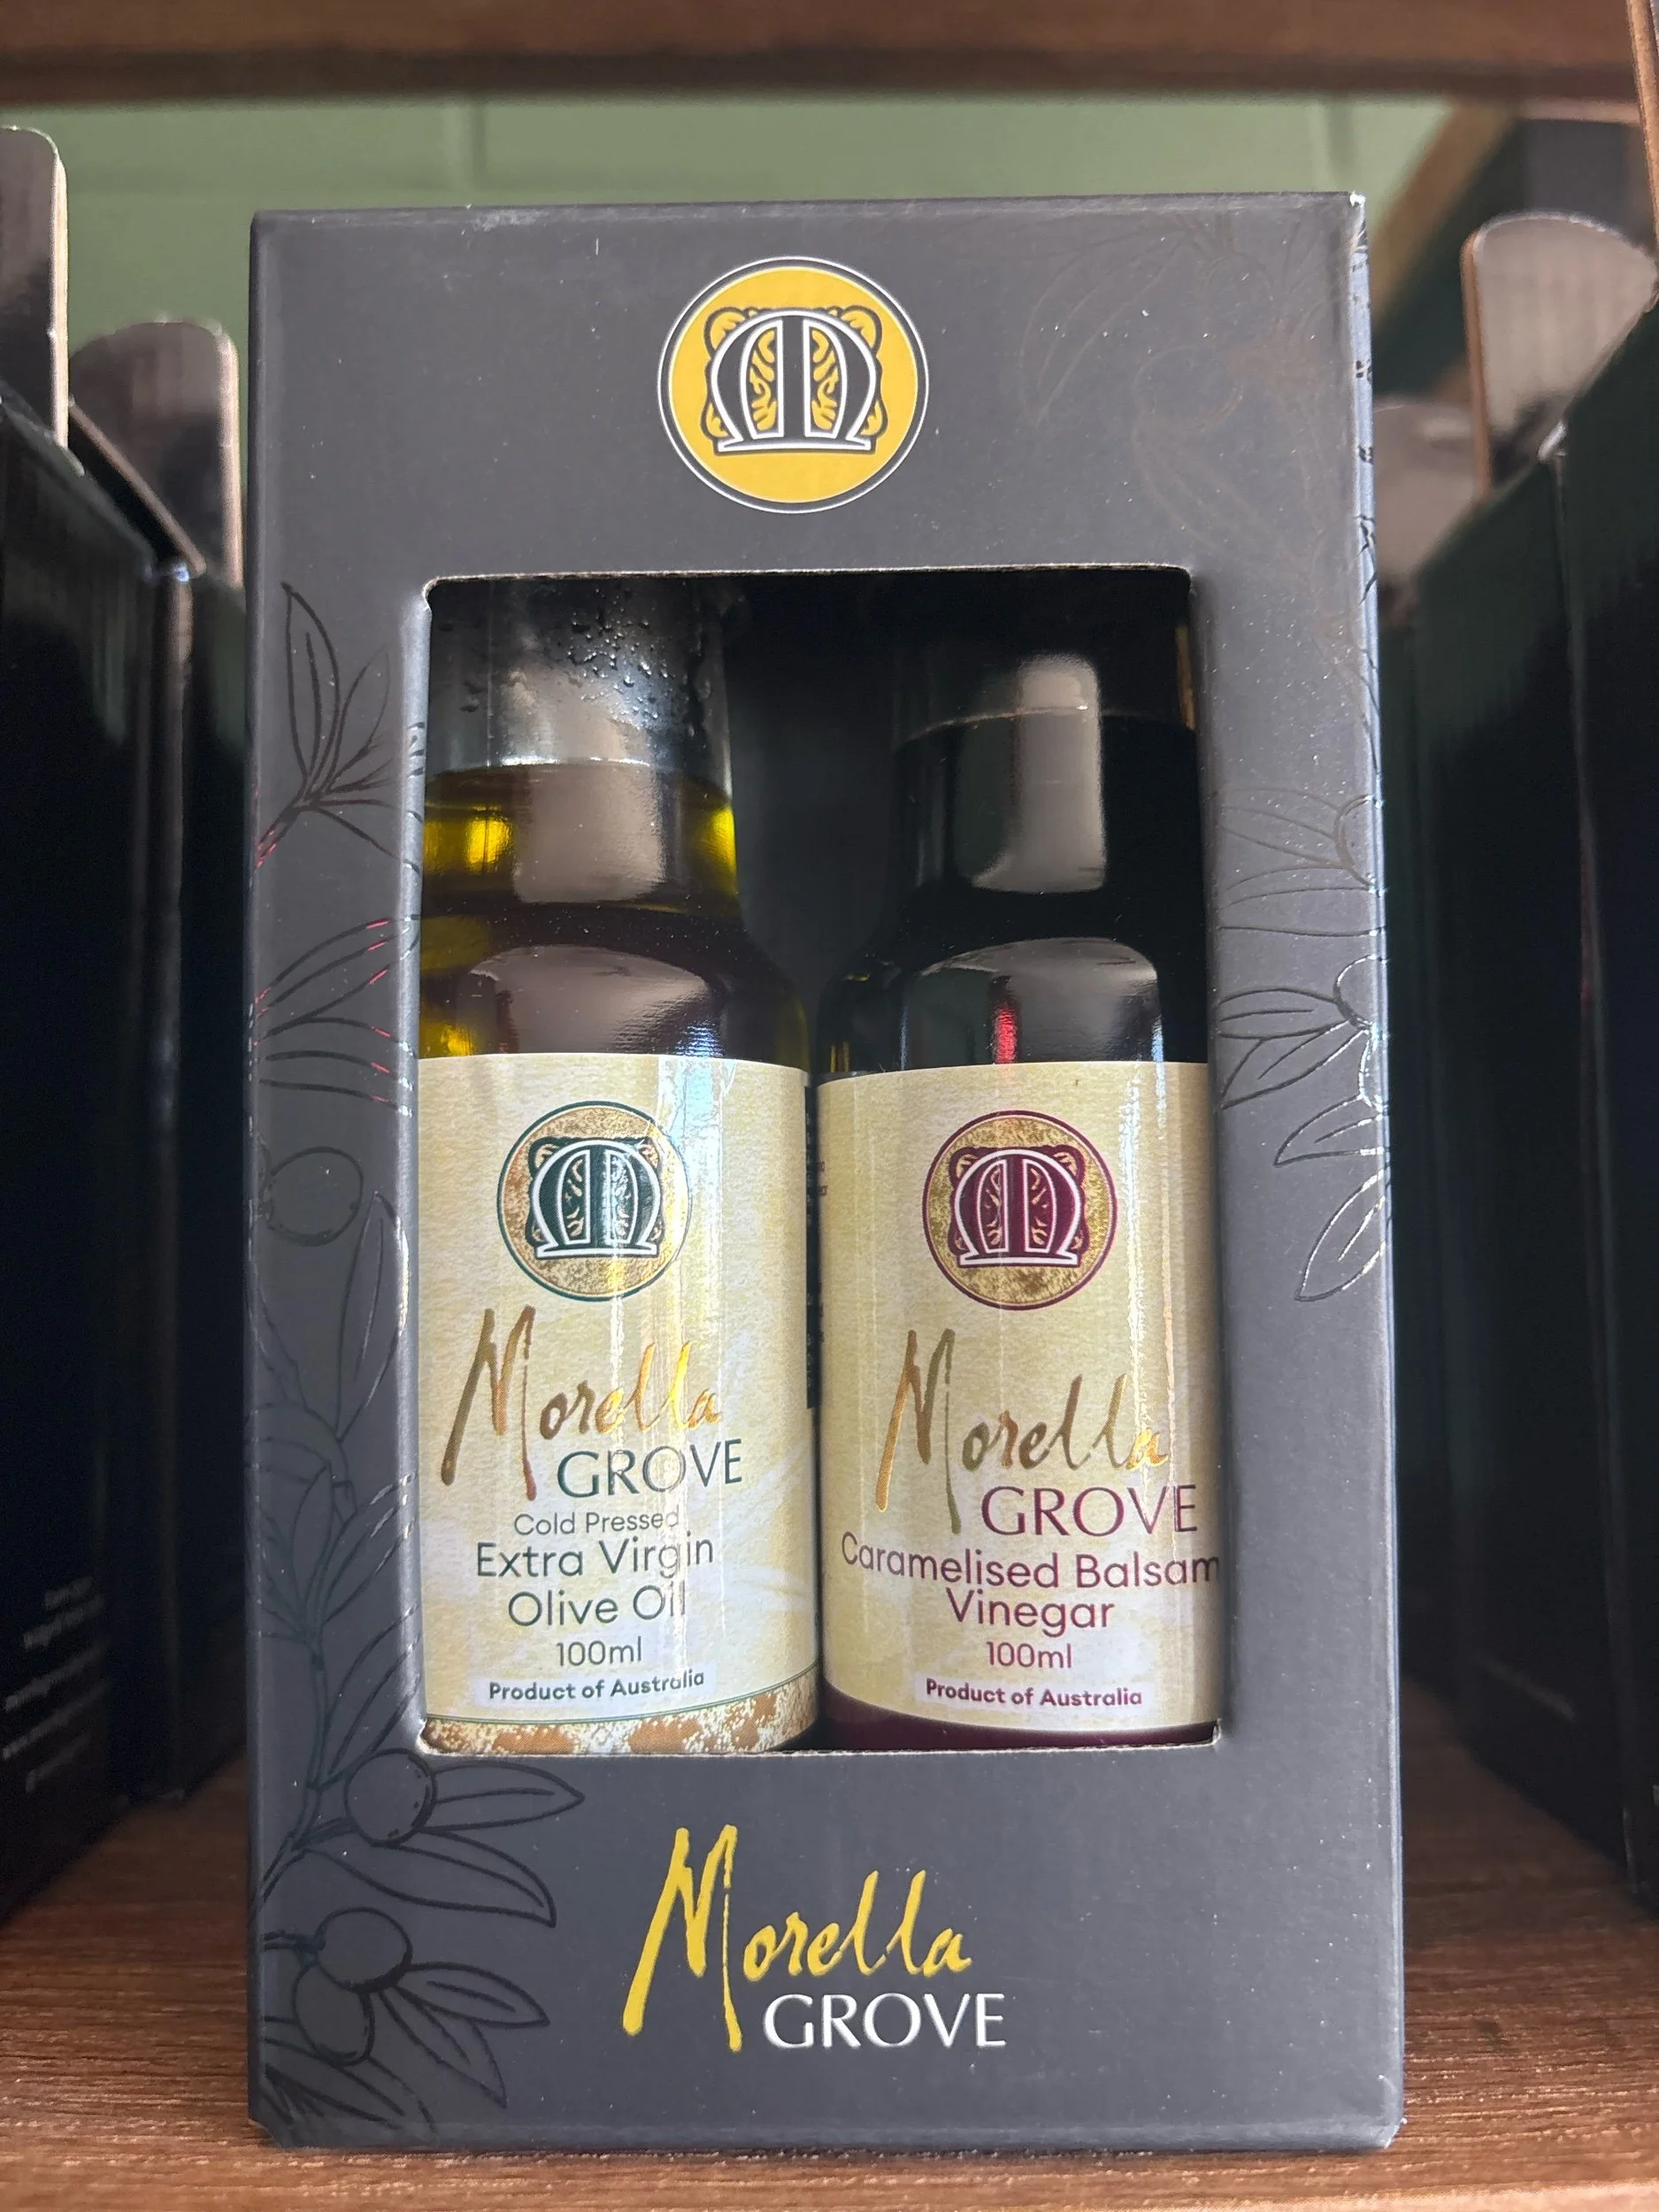 Morella
GROVE
Cold Pressed
Extra Virgin
Olive Oil
100ml
Product of Australia
Morella
GROVE
Caramelised Balsam
Vinegar
100ml
Product of Australia
Morella
GROVE